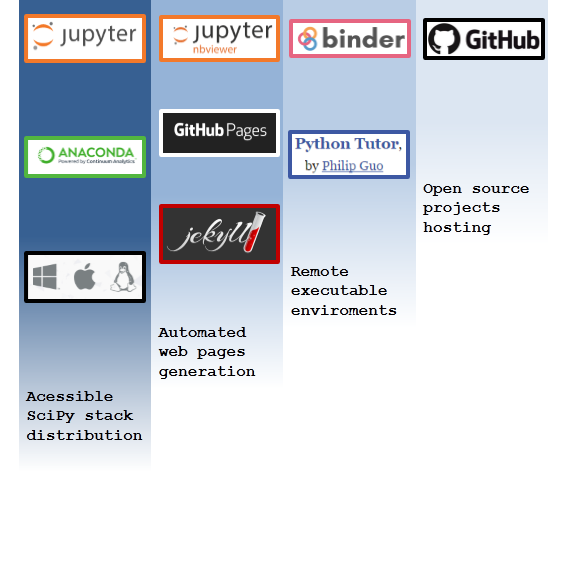 jupyter
ANACONDA
Powered by Continuum Analytics
Acessible
SciPy stack
distribution
jupyter
nbviewer
GitHub Pages
jekyll
Automated
web pages
generation
binder
Python Tutor,
by Philip Guo
Remote
executable
enviroments
GitHub
Open source
projects
hosting